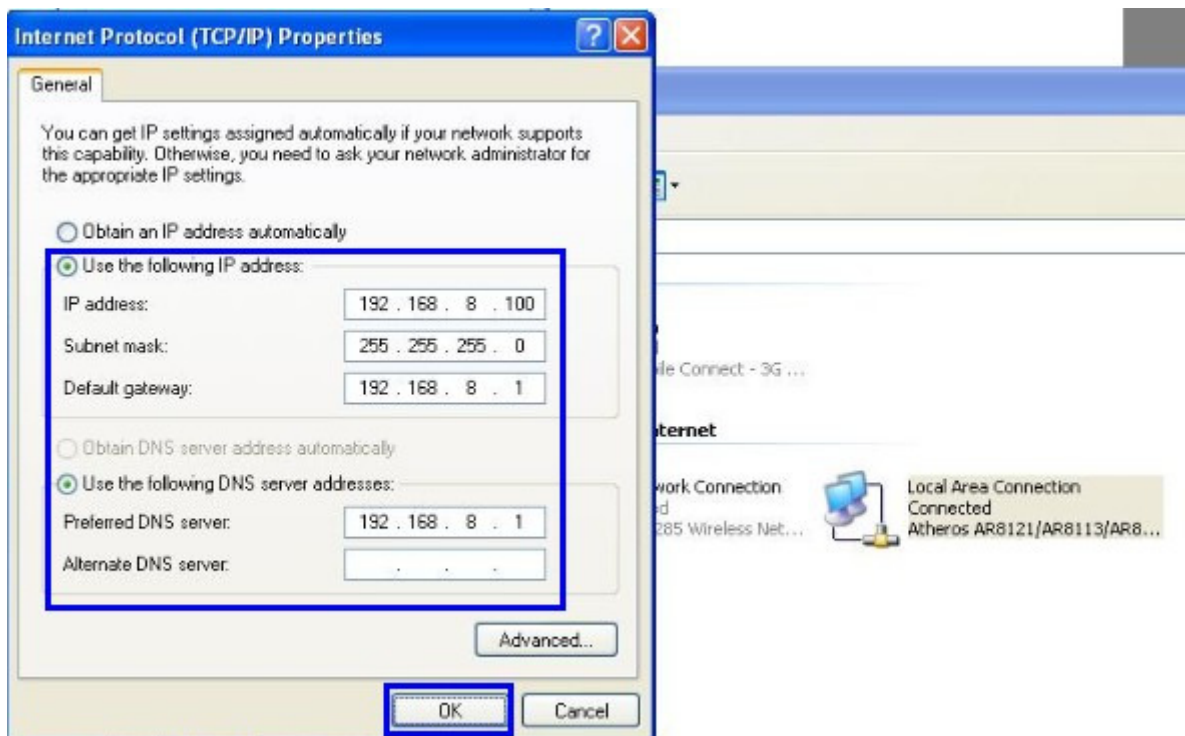 Internet Protocol (TCP/IP) Properties
General
You can get IP settings assigned automatically if your network supports
this capability. Otherwise, you need to ask your network administrator for
the appropriate IP settings.
Obtain an IP address automatically
Use the following IP address:
IP address: 192 . 168 . 8 . 100
Subnet mask: 255 . 255 . 255 . 0
Default gateway: 192 . 168 . 8 . 1
Obtain DNS server address automatically
Use the following DNS server addresses:
Preferred DNS server: 192 . 168 . 8 . 1
Alternate DNS server: . . .
Advanced...
OK Cancel
Connect - 3G ...
Connection
285 Wireless Net...
Local Area Connection
Connected
Atheros AR8121/AR8113/AR8...